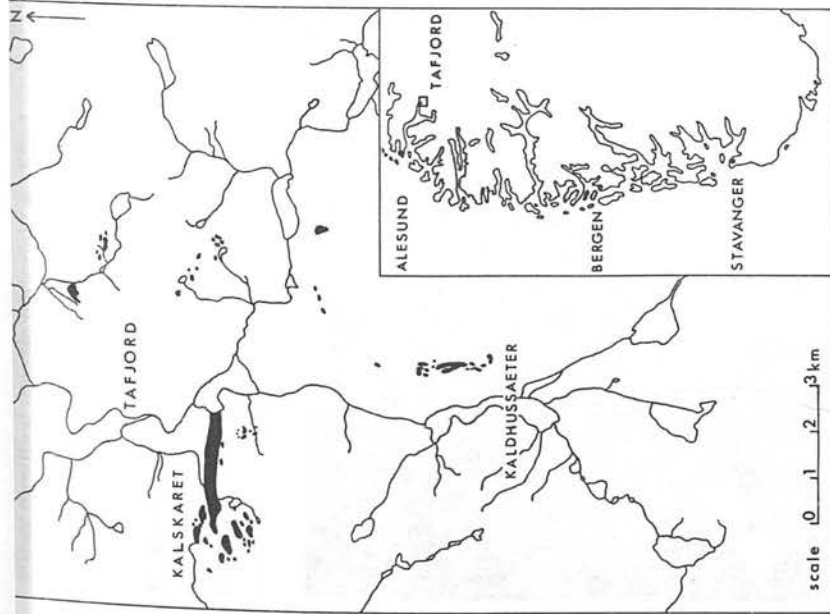 N
TAFJORD
KALSKARET
KALDHUSSAETER
scale 0 1 2 3 km
ALESUND
TAFJORD
BERGEN
STAVANGER